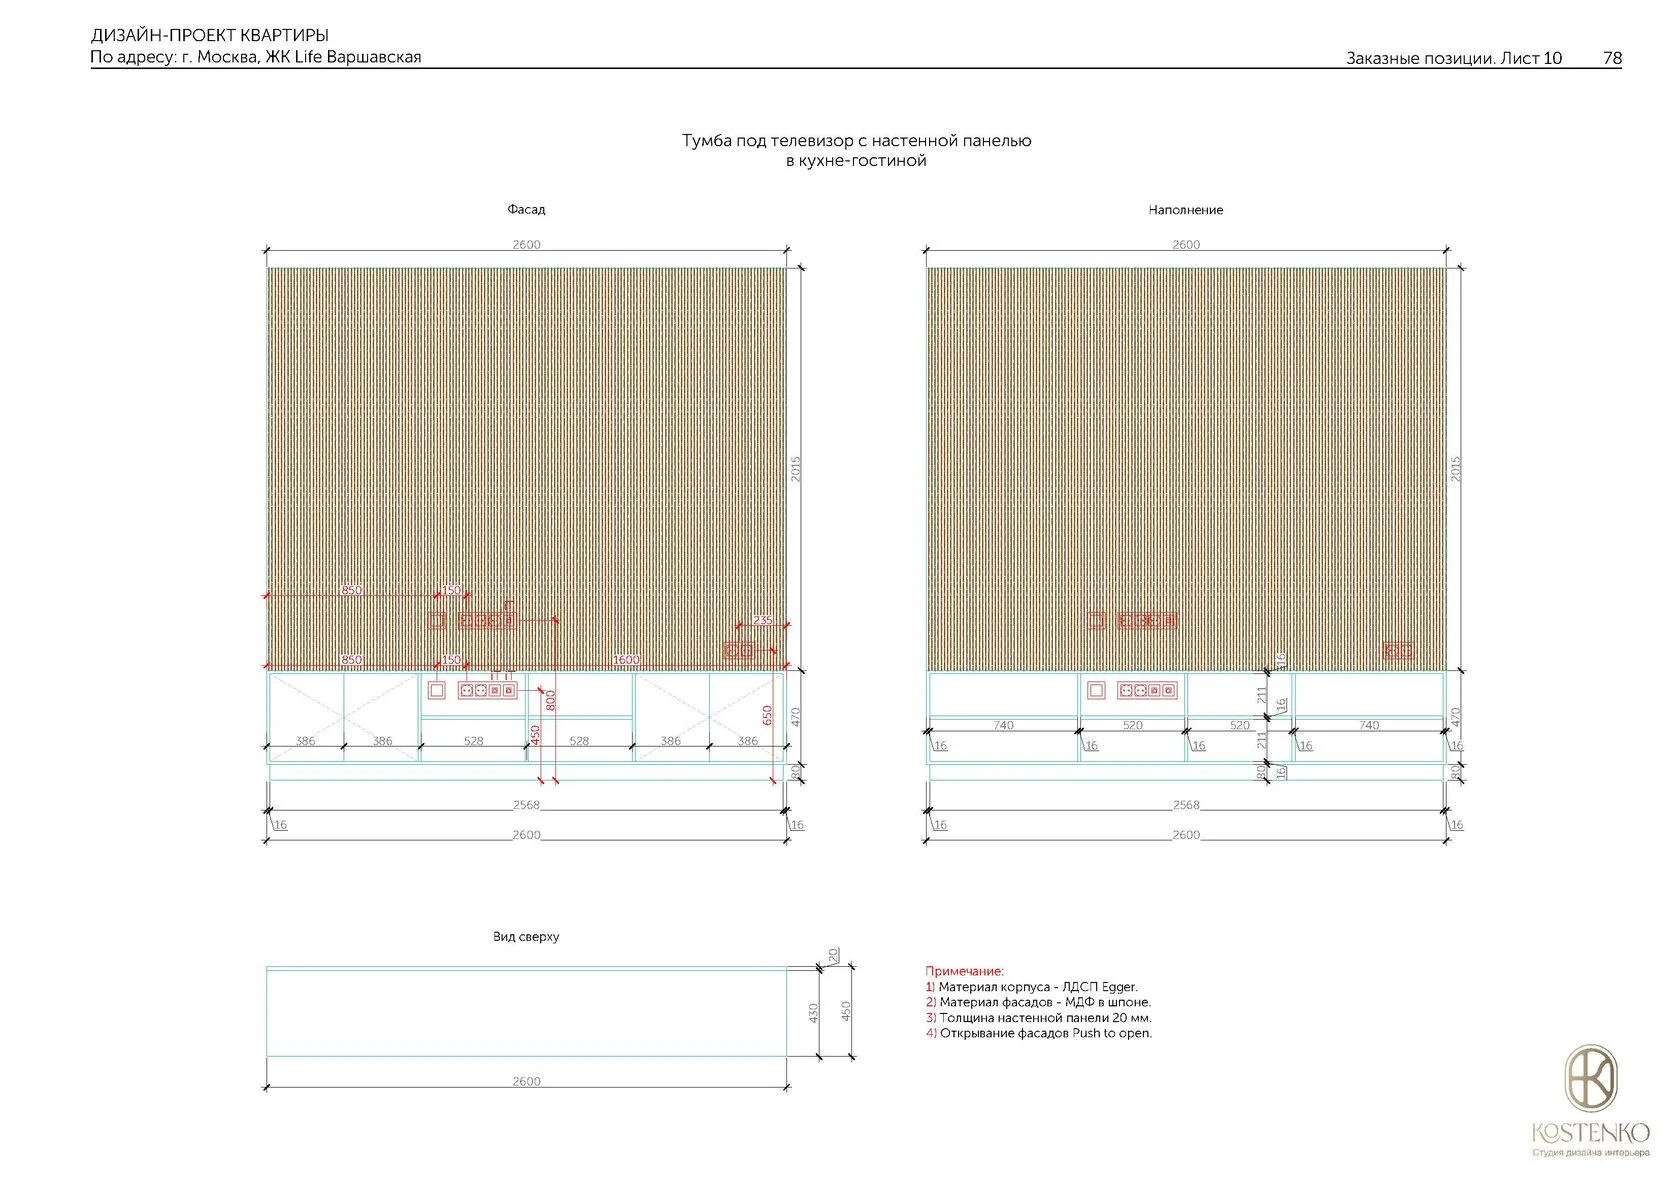 ДИЗАЙН-ПРОЕКТ КВАРТИРЫ
По адресу: г. Москва, ЖК Life Варшавская
Заказные позиции. Лист 10 78
Тумба под телевизор с настенной панелью
в кухне-гостиной
Фасад
2600
2015
850 150
235
850 150 1600
800
450
650
470
386 386 528 528 386 386
80
2568
16 16
2600
Наполнение
2600
2015
16
211
16
740 520 520 740
470
211
16 16 16 16 16
80 16 80
2568
16 16
2600
Вид сверху
20
430 450
2600
Примечание:
1) Материал корпуса - ЛДСП Egger.
2) Материал фасадов - МДФ в шпоне.
3) Толщина настенной панели 20 мм.
4) Открывание фасадов Push to open.
KOSTENKO
Студия дизайна интерьера